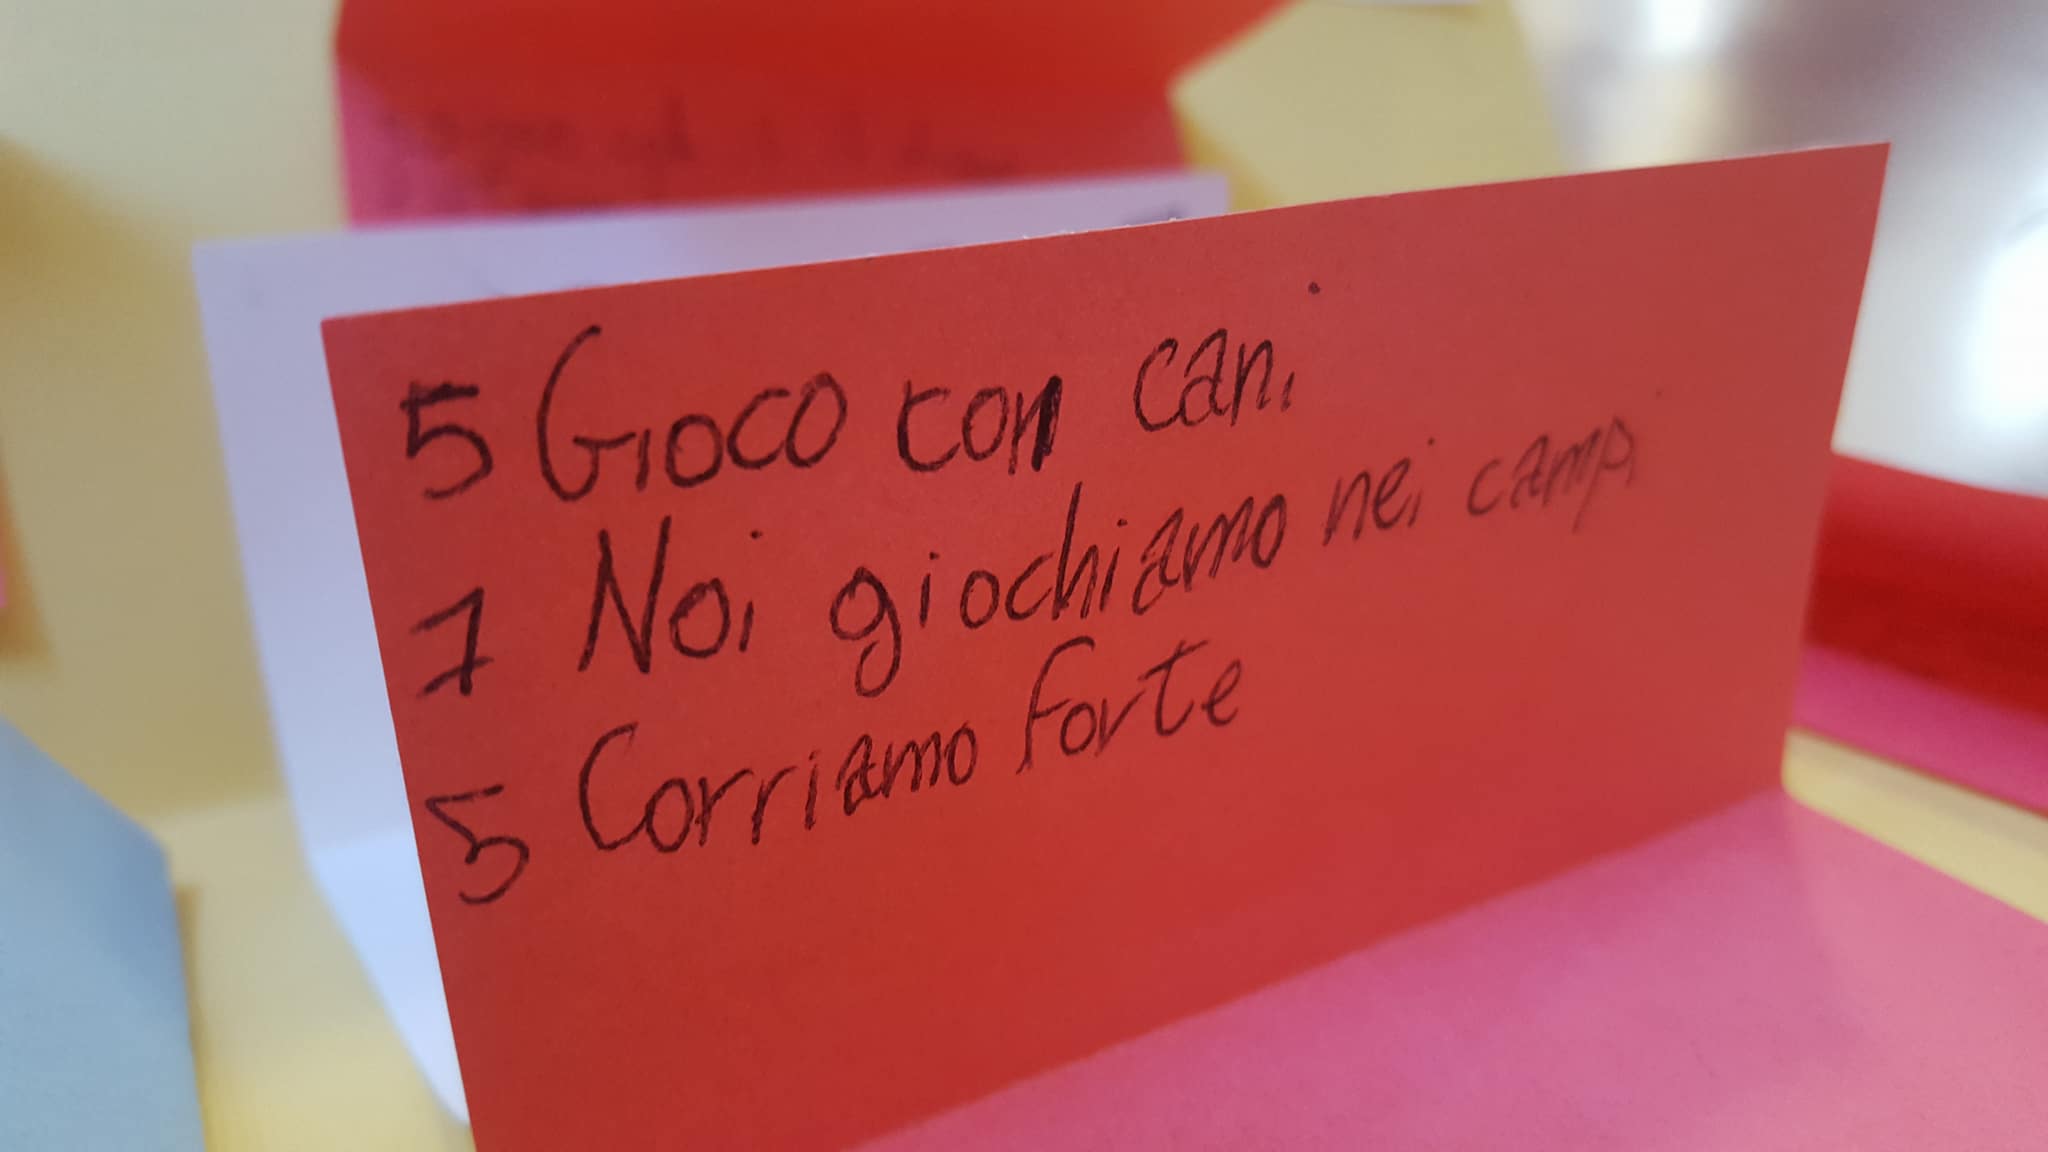 5 Gioco con cani
7 Noi giochiamo nei campi
5 Corriamo forte